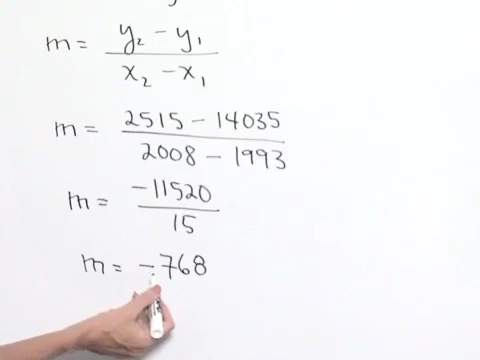 m = y₂ - y₁ / x₂ - x₁
m = 2515 - 14035 / 2008 - 1993
m = -11520 / 15
m = -768